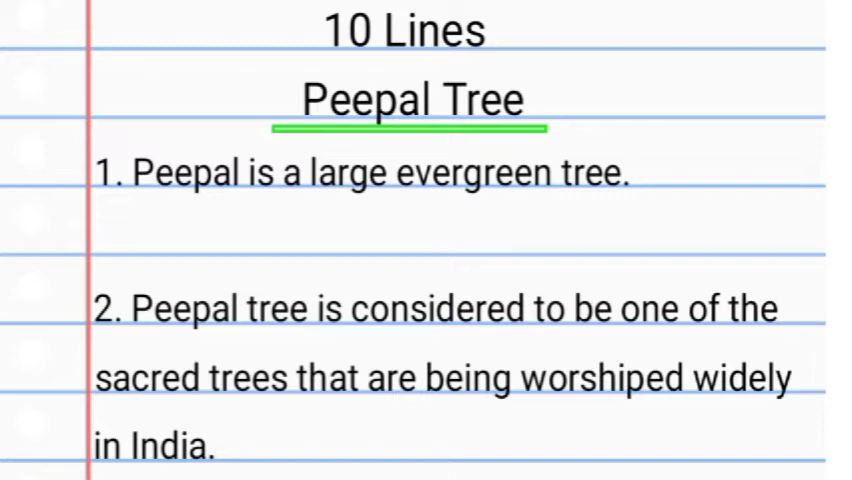 10 Lines
Peepal Tree
1. Peepal is a large evergreen tree.
2. Peepal tree is considered to be one of the
sacred trees that are being worshiped widely
in India.